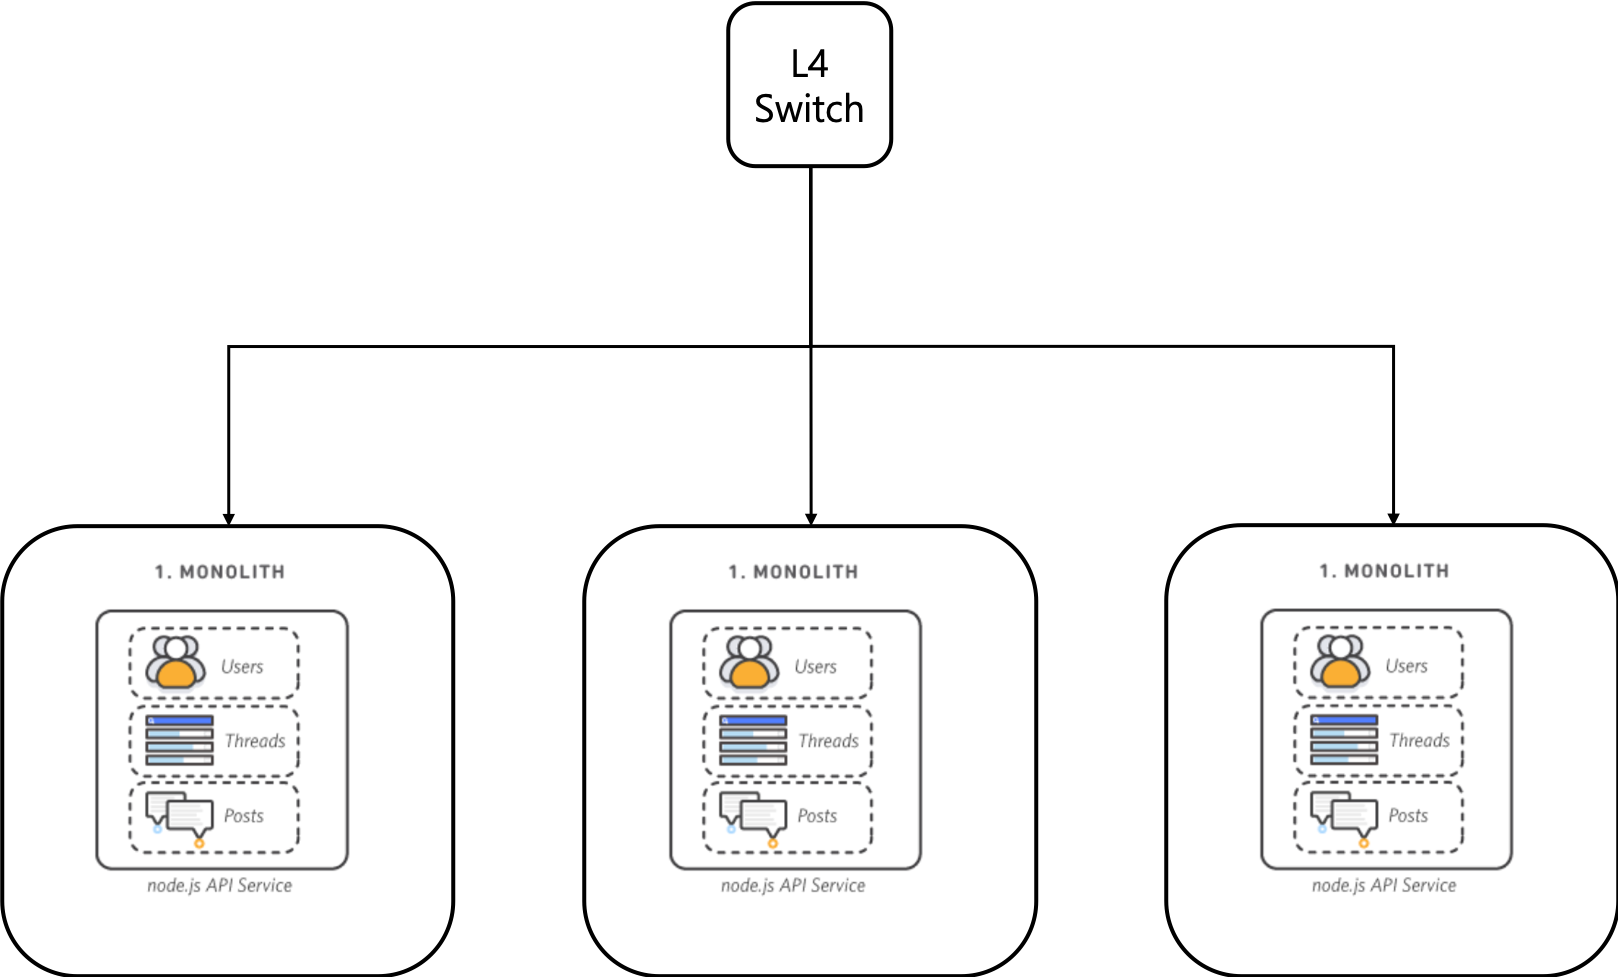 L4
Switch
1. MONOLITH
Users
Threads
Posts
node.js API Service
1. MONOLITH
Users
Threads
Posts
node.js API Service
1. MONOLITH
Users
Threads
Posts
node.js API Service